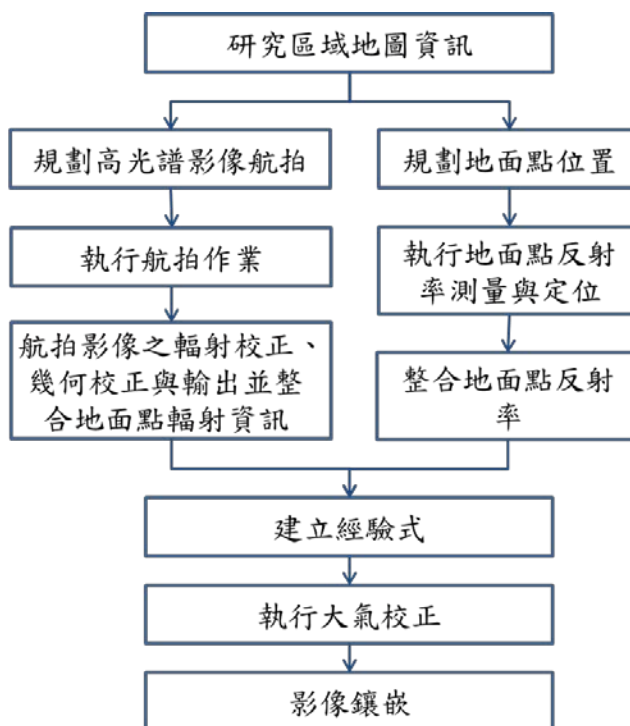 研究區域地圖資訊
規劃高光譜影像航拍
規劃地面點位置
執行航拍作業
執行地面點反射
率測量與定位
航拍影像之輻射校正、
幾何校正與輸出並整
合地面點輻射資訊
整合地面點反射
率
建立經驗式
執行大氣校正
影像鑲嵌